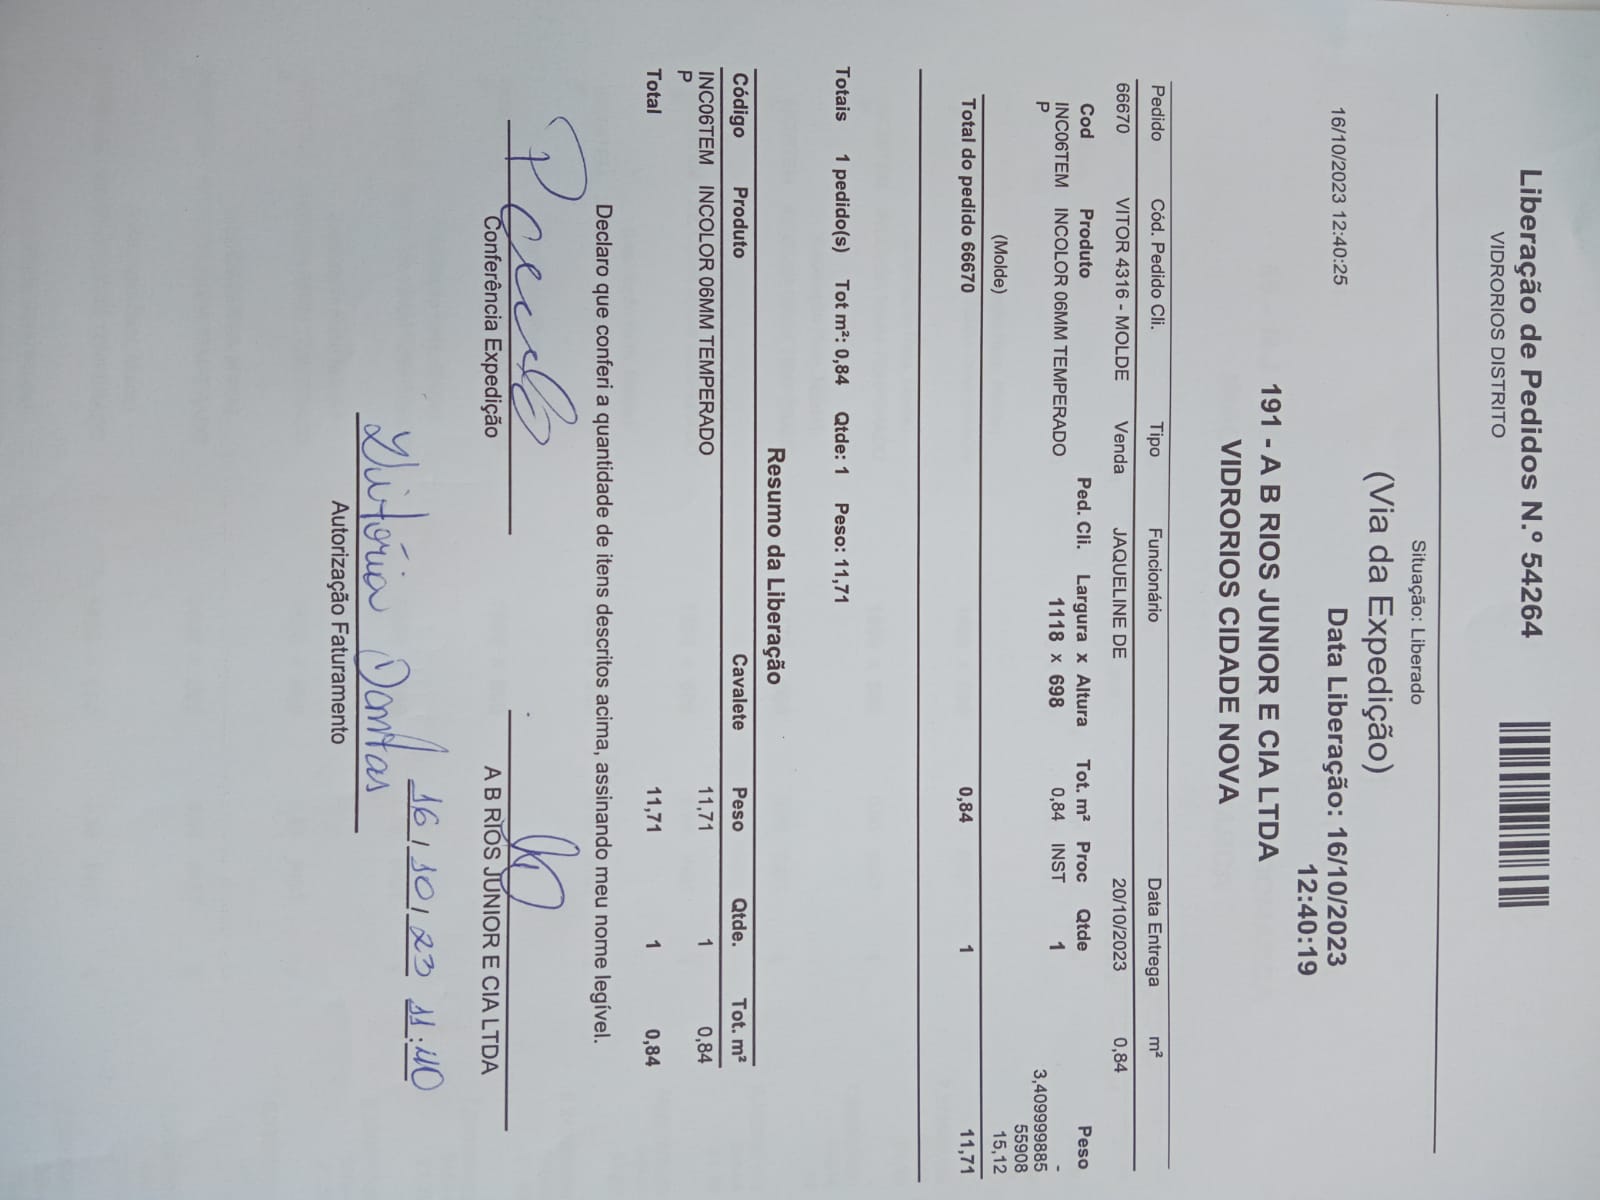 Liberação de Pedidos N.º 54264
VIDRORIOS DISTRITO
Situação: Liberado
(Via da Expedição)
16/10/2023 12:40:25 Data Liberação: 16/10/2023
12:40:19
191 - A B RIOS JUNIOR E CIA LTDA
VIDRORIOS CIDADE NOVA
Pedido Cód. Pedido Cli. Tipo Funcionário Data Entrega m²
66670 VITOR 4316 - MOLDE Venda JAQUELINE DE 20/10/2023 0,84
Cod Produto Ped. Cli. Largura x Altura Tot. m² Proc Qtde Peso
INC06TEM INCOLOR 06MM TEMPERADO 1118 x 698 0,84 INST 1 -
P 3,4099999885
55908
(Molde) 15,12
Total do pedido 66670 0,84 1 11,71
Totais 1 pedido(s) Tot m²: 0,84 Qtde: 1 Peso: 11,71
Resumo da Liberação
Código Produto Cavalete Peso Qtde. Tot. m²
INC06TEM INCOLOR 06MM TEMPERADO 11,71 1 0,84
P
Total 11,71 1 0,84
Declaro que conferi a quantidade de itens descritos acima, assinando meu nome legível.
Conferência Expedição A B RIOS JUNIOR E CIA LTDA
16/10/23 11:40
Vitória Dantas
Autorização Faturamento